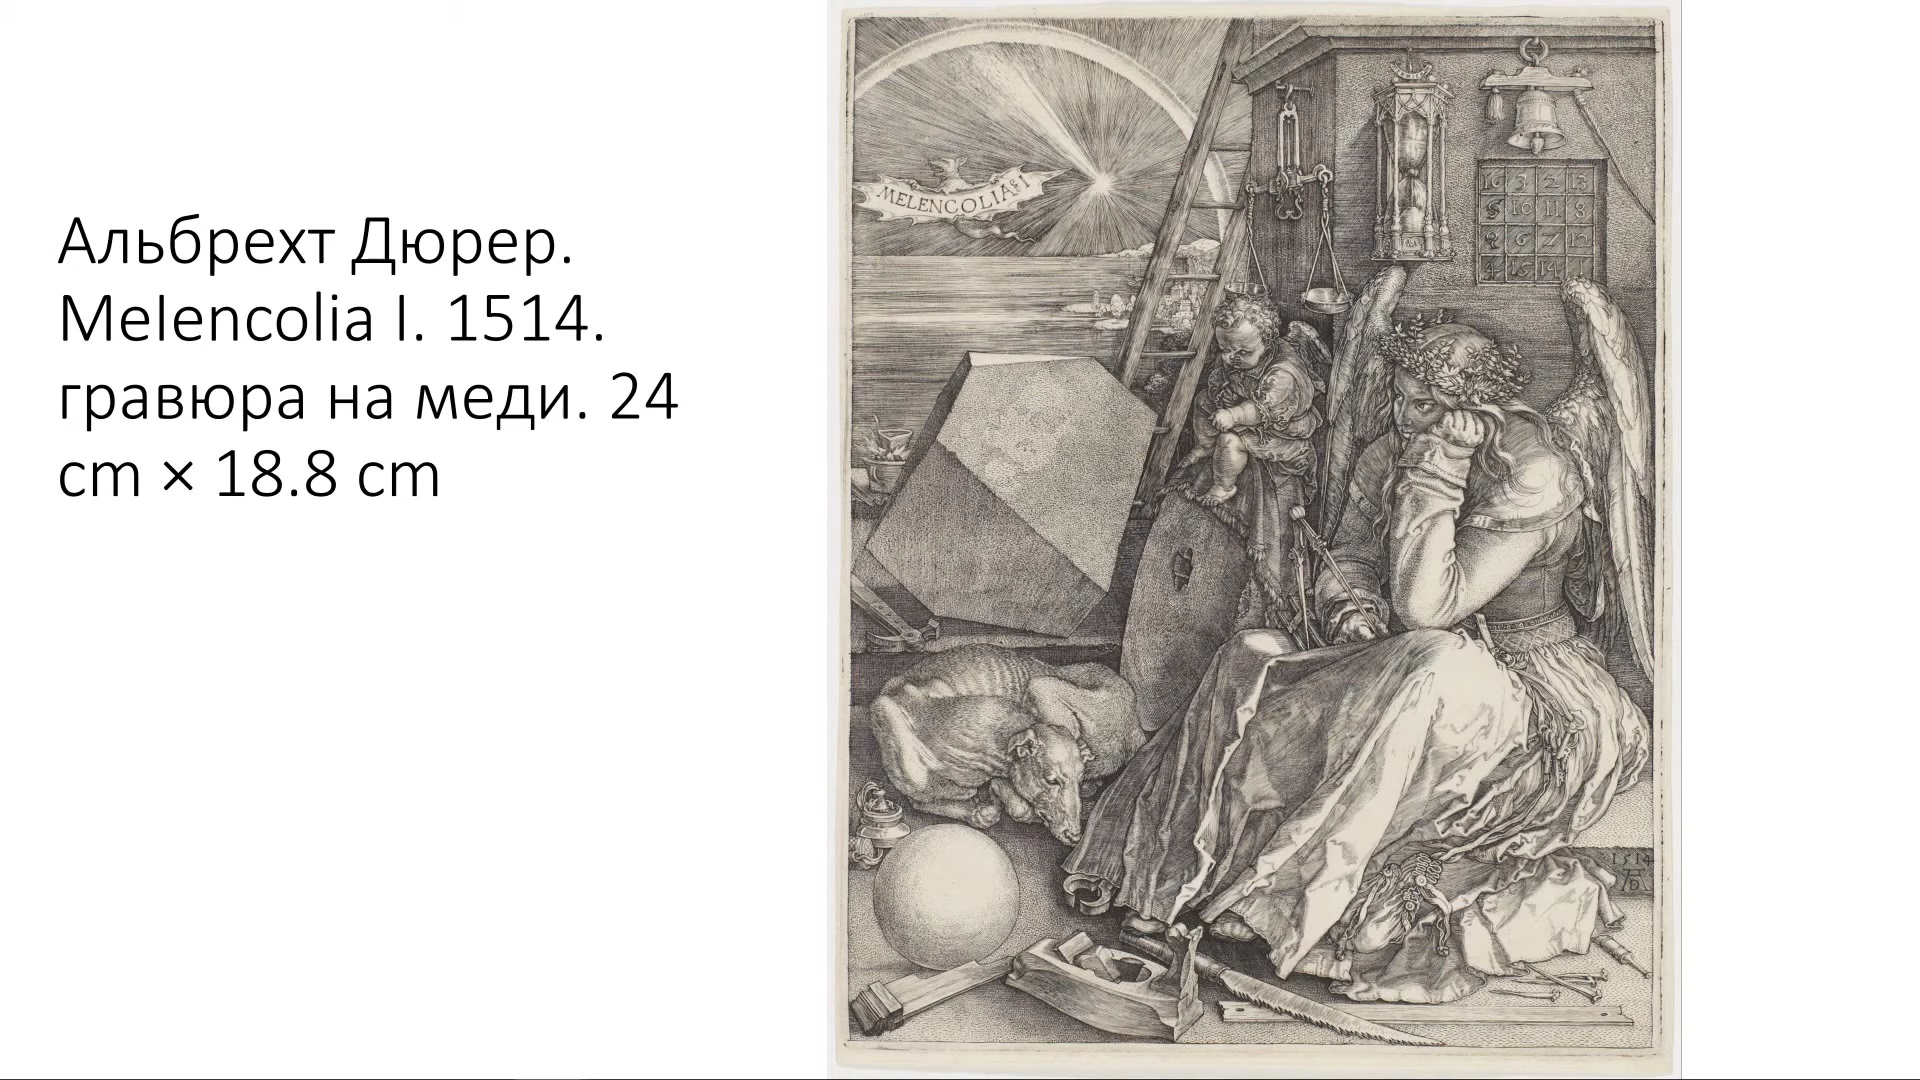 Альбрехт Дюрер.
Melencolia I. 1514.
гравюра на меди. 24
cm × 18.8 cm
MELENCOLIA § I
16 3 2 13
5 10 11 8
9 6 7 12
4 15 14
1514
AD